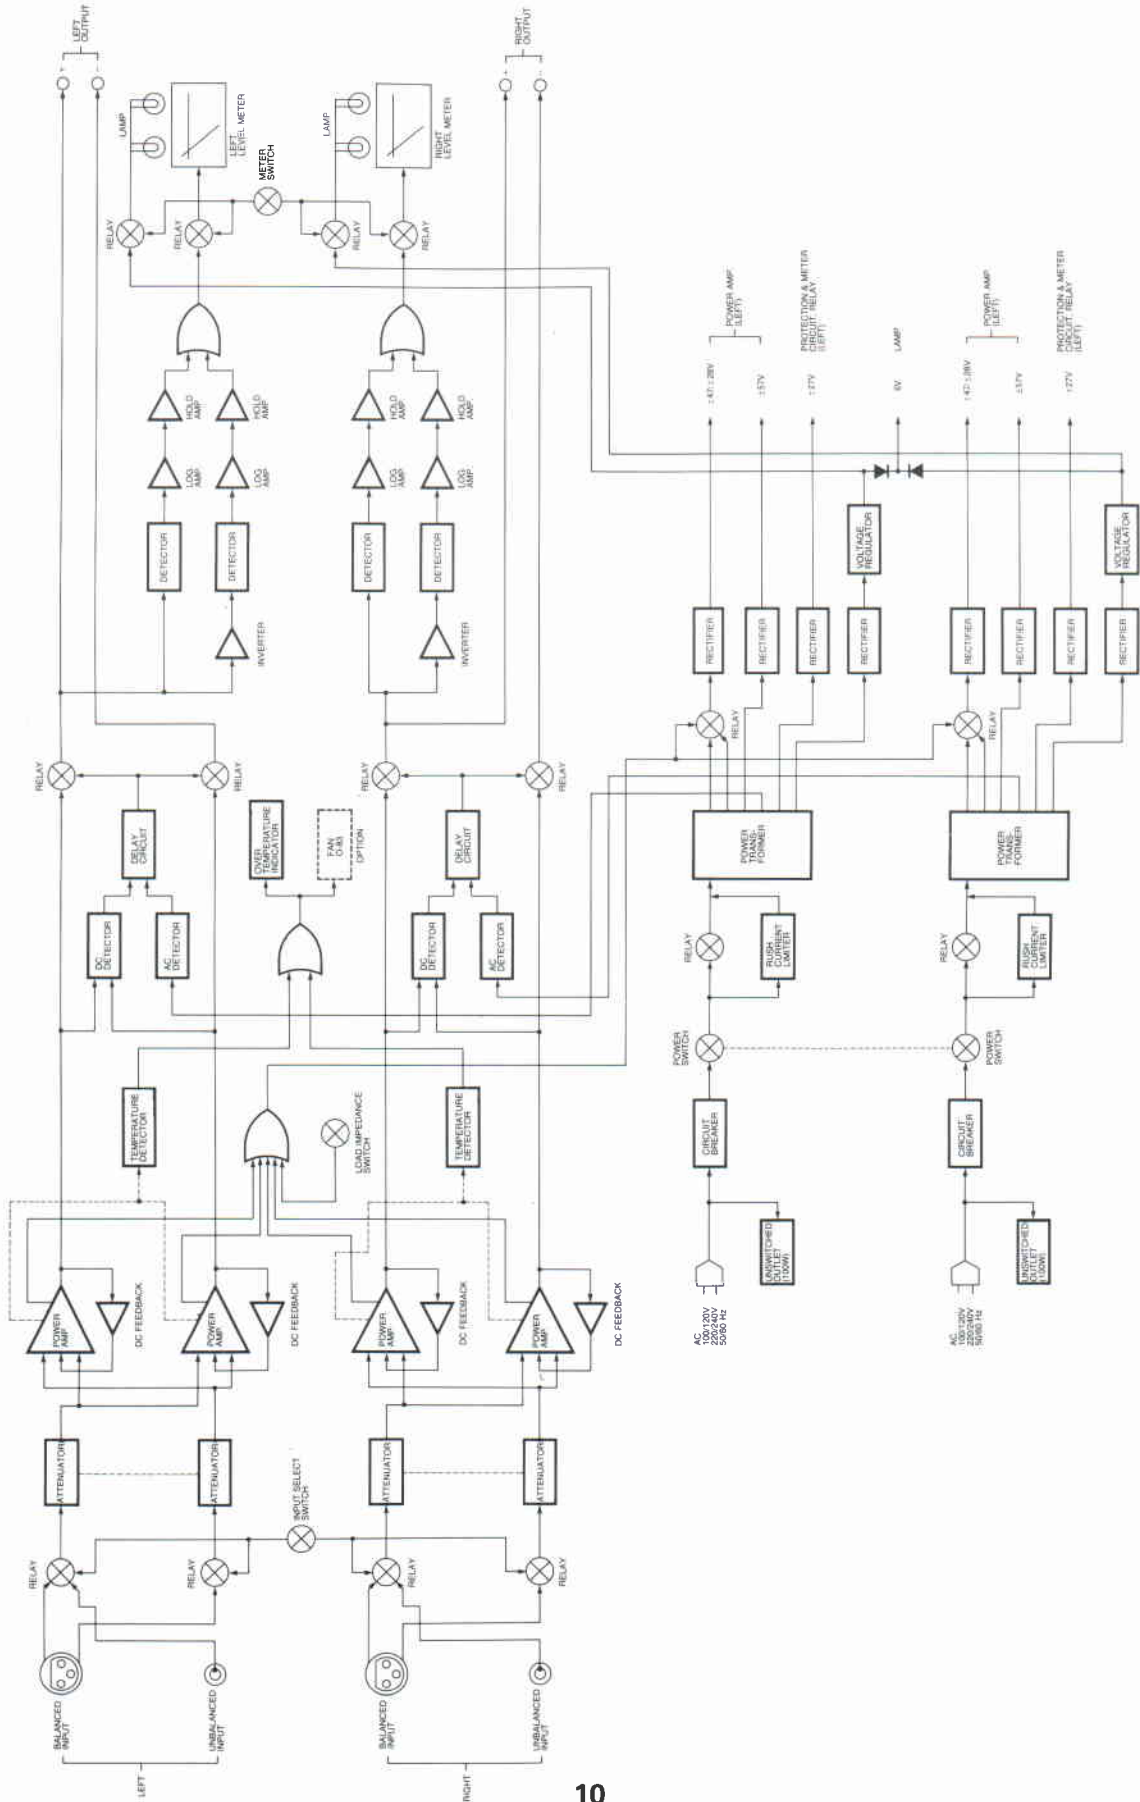 LEFT
BALANCED
INPUT
UNBALANCED
INPUT
RELAY
RELAY
ATTENUATOR
ATTENUATOR
POWER
AMP
DC FEEDBACK
POWER
AMP
DC FEEDBACK
TEMPERATURE
DETECTOR
DC
DETECTOR
AC
DETECTOR
DELAY
CIRCUIT
RELAY
RELAY
INVERTER
DETECTOR
DETECTOR
LOG
AMP.
LOG
AMP
HOLD
AMP.
HOLD
AMP.
RELAY
RELAY
LAMP
LEFT
LEVEL METER
+
-
LEFT
OUTPUT
INPUT SELECT
SWITCH
LOAD IMPEDANCE
SWITCH
OVER
TEMPERATURE
INDICATOR
FAN
O-83
OPTION
METER
SWITCH
RIGHT
BALANCED
INPUT
UNBALANCED
INPUT
RELAY
RELAY
ATTENUATOR
ATTENUATOR
POWER
AMP.
DC FEEDBACK
POWER
AMP.
DC FEEDBACK
TEMPERATURE
DETECTOR
DC
DETECTOR
AC
DETECTOR
DELAY
CIRCUIT
RELAY
RELAY
INVERTER
DETECTOR
DETECTOR
LOG
AMP.
LOG
AMP.
HOLD
AMP.
HOLD
AMP.
RELAY
RELAY
LAMP
RIGHT
LEVEL METER
+
-
RIGHT
OUTPUT
AC
100/120V
220/240V
50/60 Hz
UNSWITCHED
OUTLET
(100W)
CIRCUIT
BREAKER
POWER
SWITCH
RELAY
RUSH
CURRENT
LIMITER
POWER
TRANS-
FORMER
RELAY
RECTIFIER
RECTIFIER
RECTIFIER
RECTIFIER
VOLTAGE
REGULATOR
±47/±28V
±57V
±27V
POWER AMP.
(LEFT)
PROTECTION & METER
CIRCUIT. RELAY
(LEFT)
6V
LAMP
AC.
100/120V
220/240V
50/60 Hz
UNSWITCHED
OUTLET
(100W)
CIRCUIT
BREAKER
POWER
SWITCH
RELAY
RUSH
CURRENT
LIMITER
POWER
TRANS-
FORMER
RELAY
RECTIFIER
RECTIFIER
RECTIFIER
RECTIFIER
VOLTAGE
REGULATOR
±47/±28V
±57V
±27V
POWER AMP.
(LEFT)
PROTECTION & METER
CIRCUIT. RELAY
(LEFT)
10